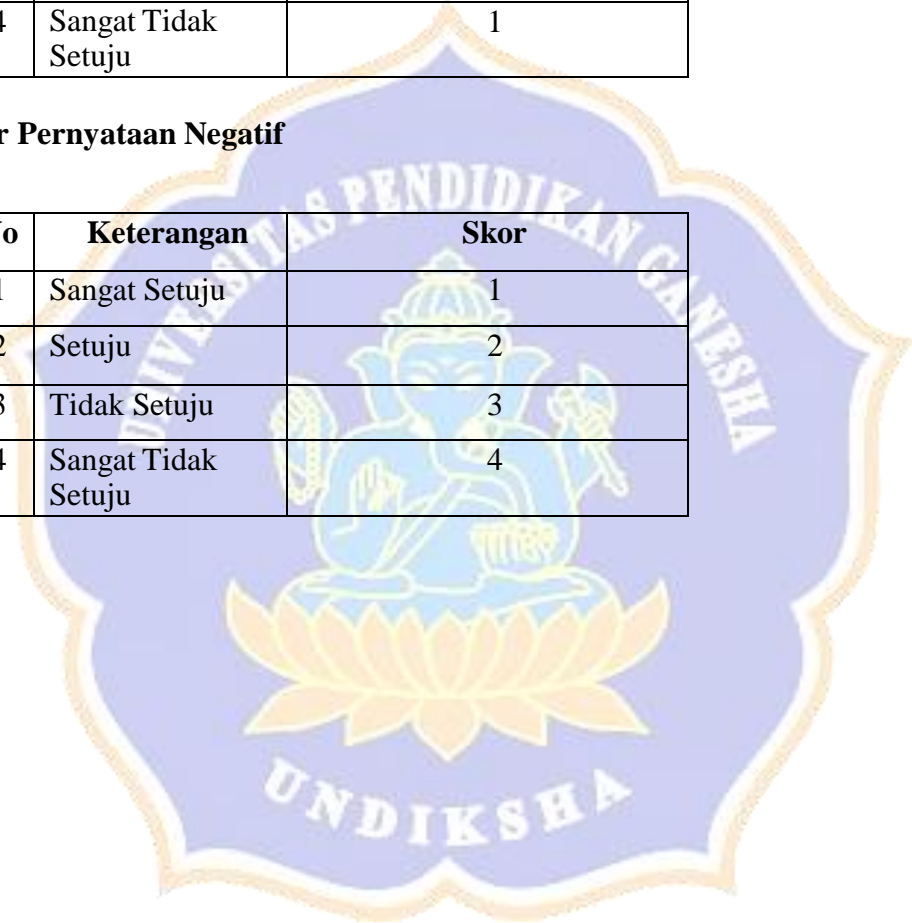 4 Sangat Tidak 1
Setuju
r Pernyataan Negatif
o Keterangan Skor
1 Sangat Setuju 1
2 Setuju 2
3 Tidak Setuju 3
4 Sangat Tidak 4
Setuju
UNIVERSITAS PENDIDIKAN GANESHA
UNDIKSHA